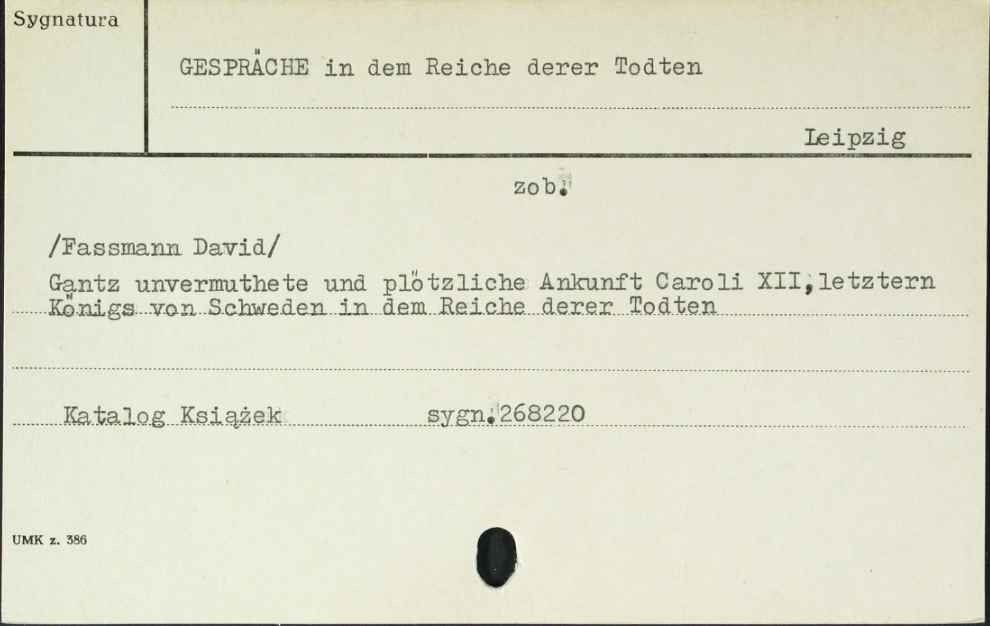 Sygnatura
GESPRÄCHE in dem Reiche derer Todten
Leipzig
zob.
/Fassmann David/
Gantz unvermuthete und plötzliche Ankunft Caroli XII, letztern
Königs von Schweden in dem Reiche derer Todten
Katalog Książek sygn. 268220
UMK z. 386